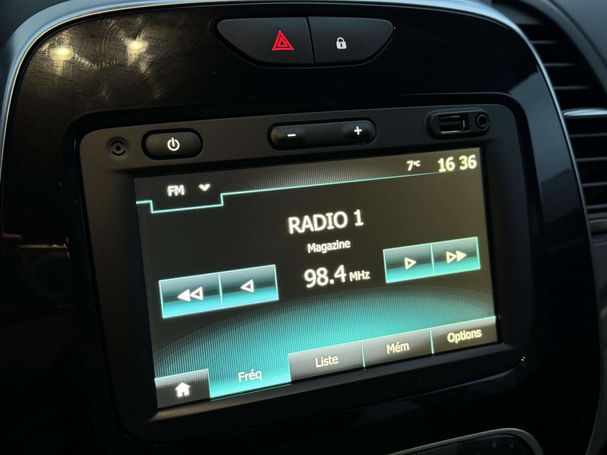 7°C 16 36
FM
RADIO 1
Magazine
98.4 MHz
Fréq Liste Mém Options